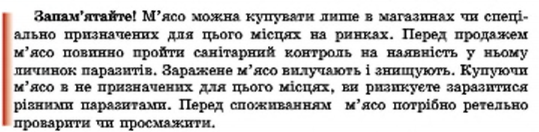 Запам’ятайте! М’ясо можна купувати лише в магазинах чи спеці-
ально призначених для цього місцях на ринках. Перед продажем
м’ясо повинно пройти санітарний контроль на наявність у ньому
личинок паразитів. Заражене м’ясо вилучають і знищують. Купуючи
м’ясо в не призначених для цього місцях, ви ризикуєте заразитися
різними паразитами. Перед споживанням м’ясо потрібно ретельно
проварити чи просмажити.